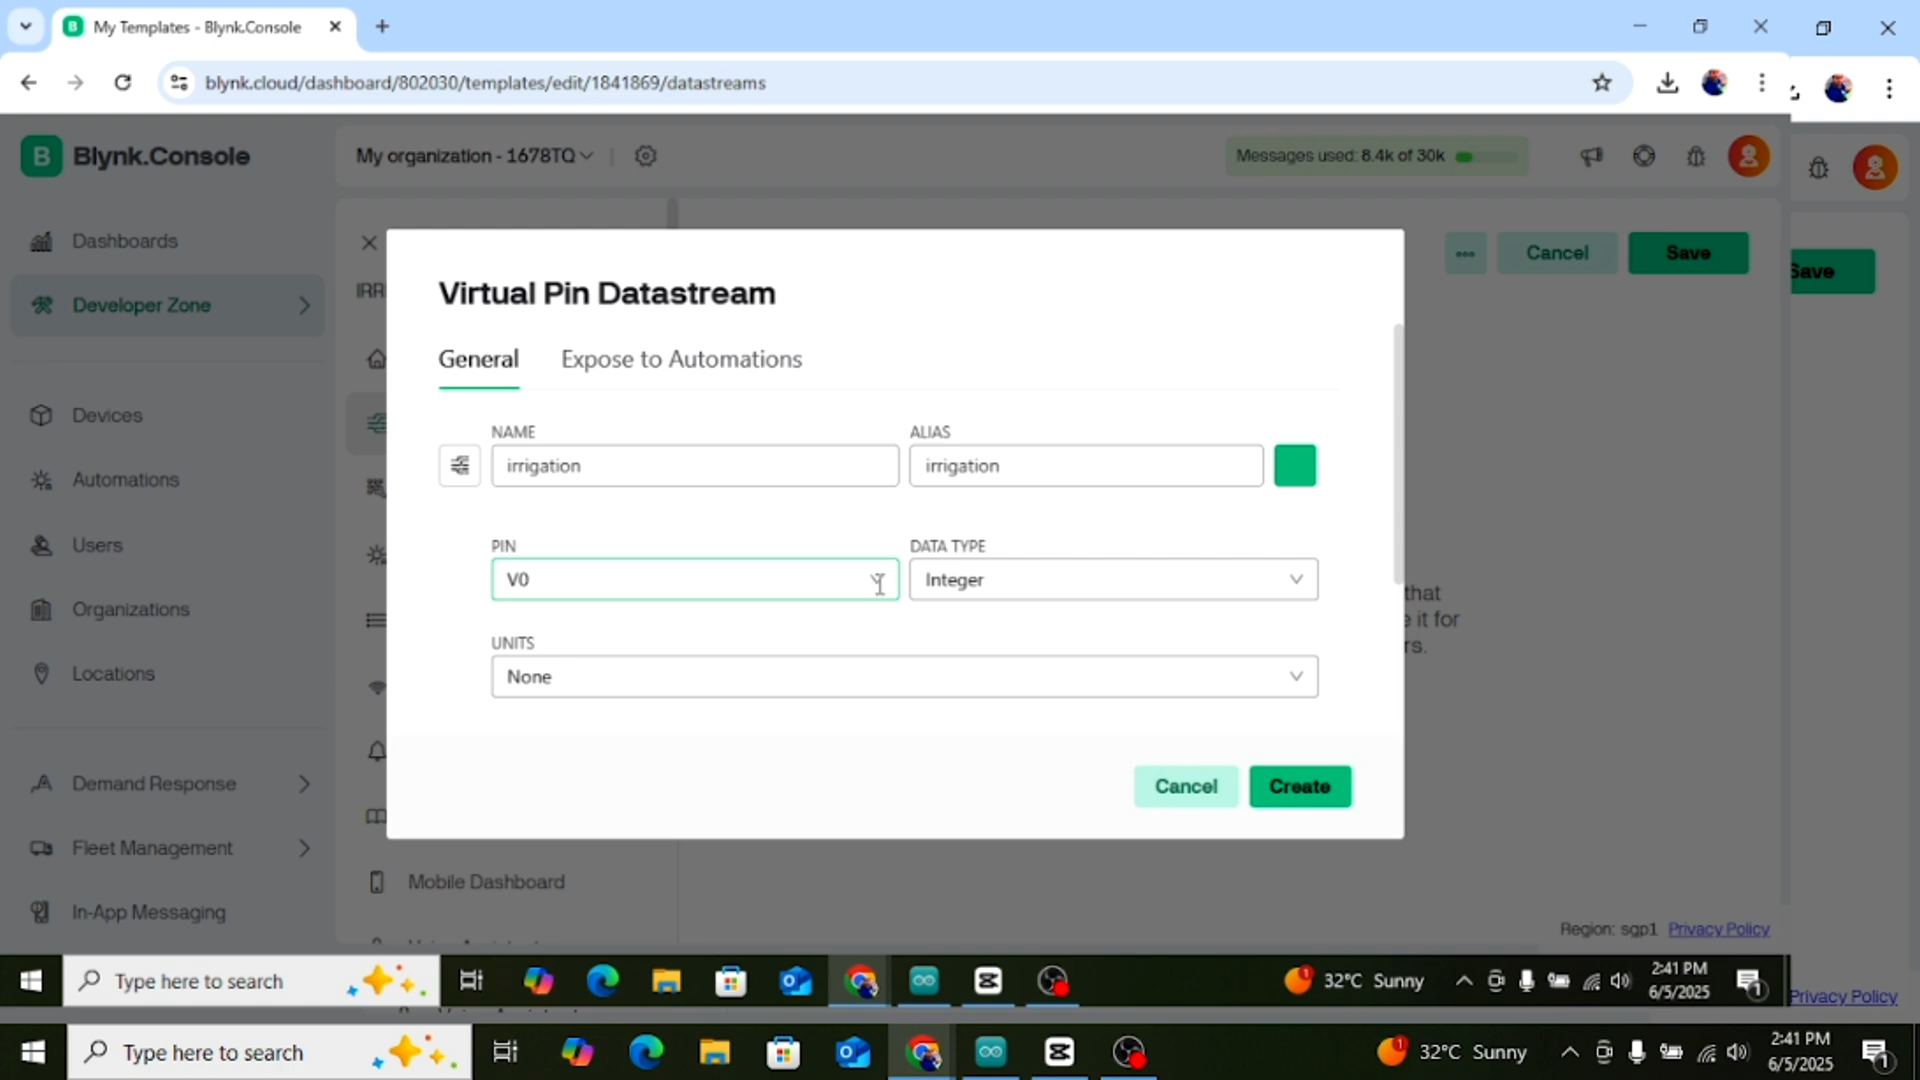 My Templates - Blynk.Console
blynk.cloud/dashboard/802030/templates/edit/1841869/datastreams
B Blynk.Console
My organization - 1678TQ
Messages used: 8.4k of 30k
Dashboards
Developer Zone
Devices
Automations
Users
Organizations
Locations
Demand Response
Fleet Management
In-App Messaging
IRR
Cancel
Save
Save
Virtual Pin Datastream
General
Expose to Automations
NAME
ALIAS
irrigation
irrigation
PIN
DATA TYPE
V0
Integer
UNITS
None
that
it for
rs.
Cancel
Create
Mobile Dashboard
Region: sgp1 Privacy Policy
Type here to search
32°C Sunny
2:41 PM
6/5/2025
1
Privacy Policy
Type here to search
32°C Sunny
2:41 PM
6/5/2025
1